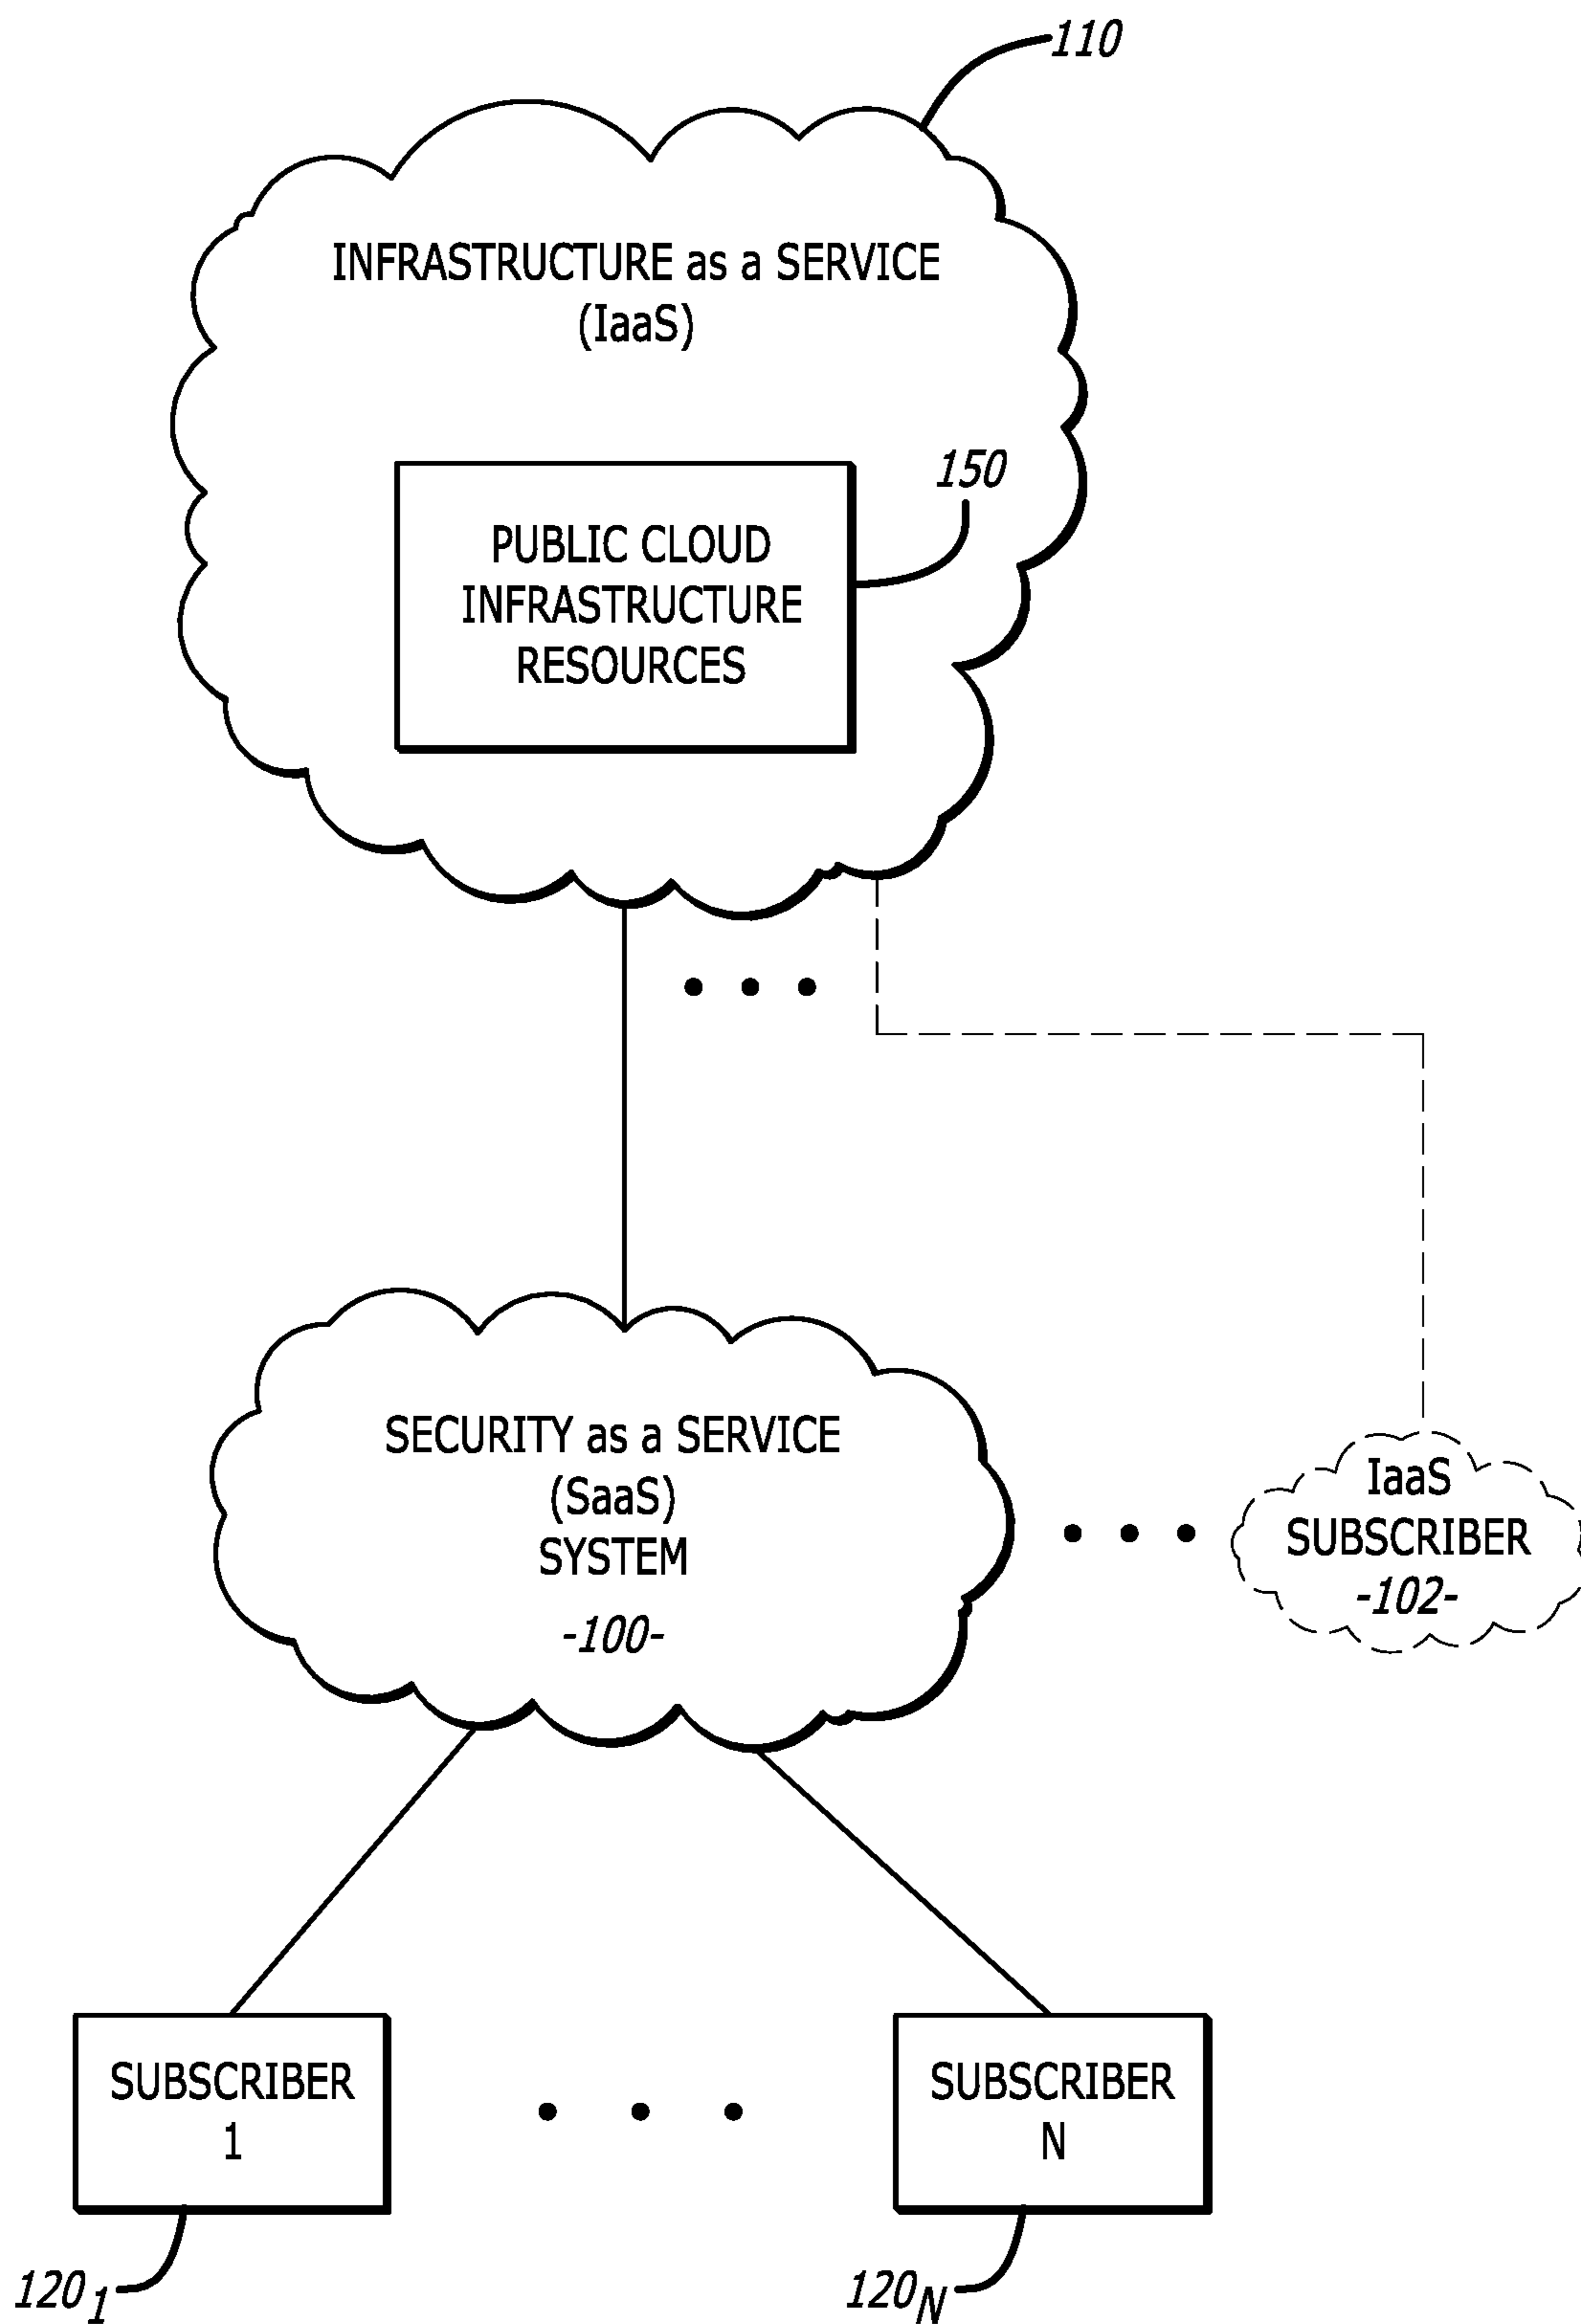 110
INFRASTRUCTURE as a SERVICE
(IaaS)
150
PUBLIC CLOUD
INFRASTRUCTURE
RESOURCES
SECURITY as a SERVICE
(SaaS)
SYSTEM
-100-
IaaS
SUBSCRIBER
-102-
SUBSCRIBER
1
SUBSCRIBER
N
120₁
120N